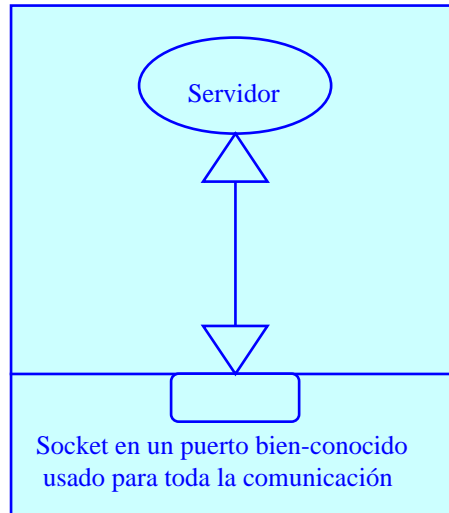 Servidor
Socket en un puerto bien-conocido
usado para toda la comunicación